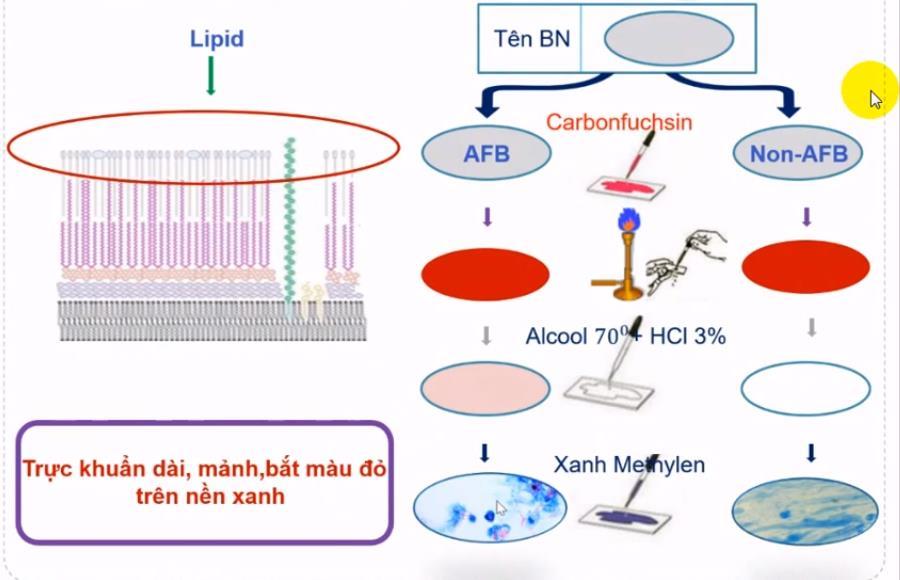 Lipid
Tên BN
Carbonfuchsin
AFB
Non-AFB
Alcool 70⁰+ HCl 3%
Xanh Methylen
Trực khuẩn dài, mảnh,bắt màu đỏ
trên nền xanh